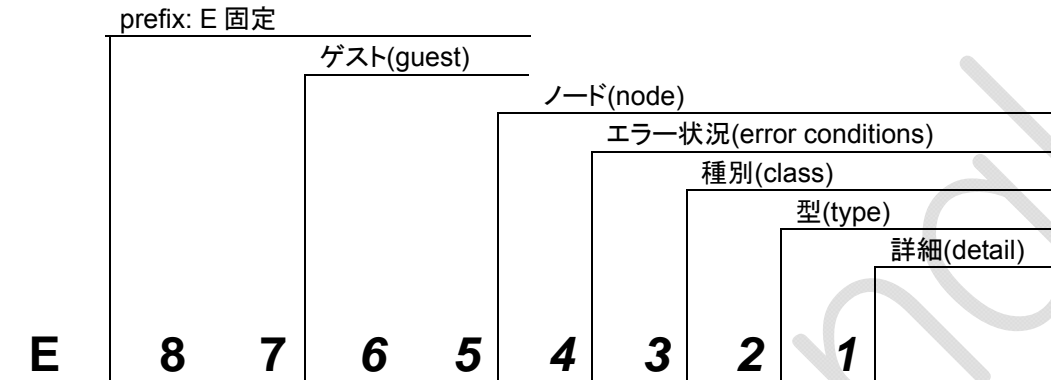 prefix: E 固定
ゲスト(guest)
ノード(node)
エラー状況(error conditions)
種別(class)
型(type)
詳細(detail)
E 8 7 6 5 4 3 2 1